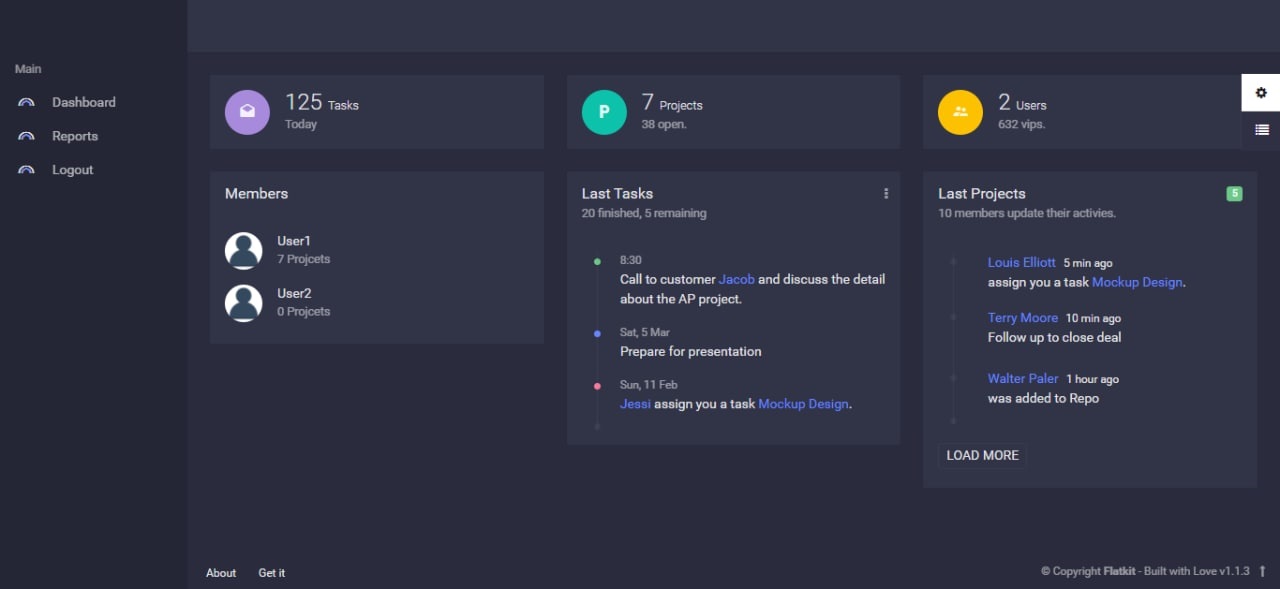 Main
Dashboard
Reports
Logout
125 Tasks
Today
P
7 Projects
38 open.
2 Users
632 vips.
Members
User1
7 Projcets
User2
0 Projcets
Last Tasks
20 finished, 5 remaining
8:30
Call to customer Jacob and discuss the detail
about the AP project.
Sat, 5 Mar
Prepare for presentation
Sun, 11 Feb
Jessi assign you a task Mockup Design.
Last Projects
5
10 members update their activies.
Louis Elliott 5 min ago
assign you a task Mockup Design.
Terry Moore 10 min ago
Follow up to close deal
Walter Paler 1 hour ago
was added to Repo
LOAD MORE
About Get it
© Copyright Flatkit - Built with Love v1.1.3